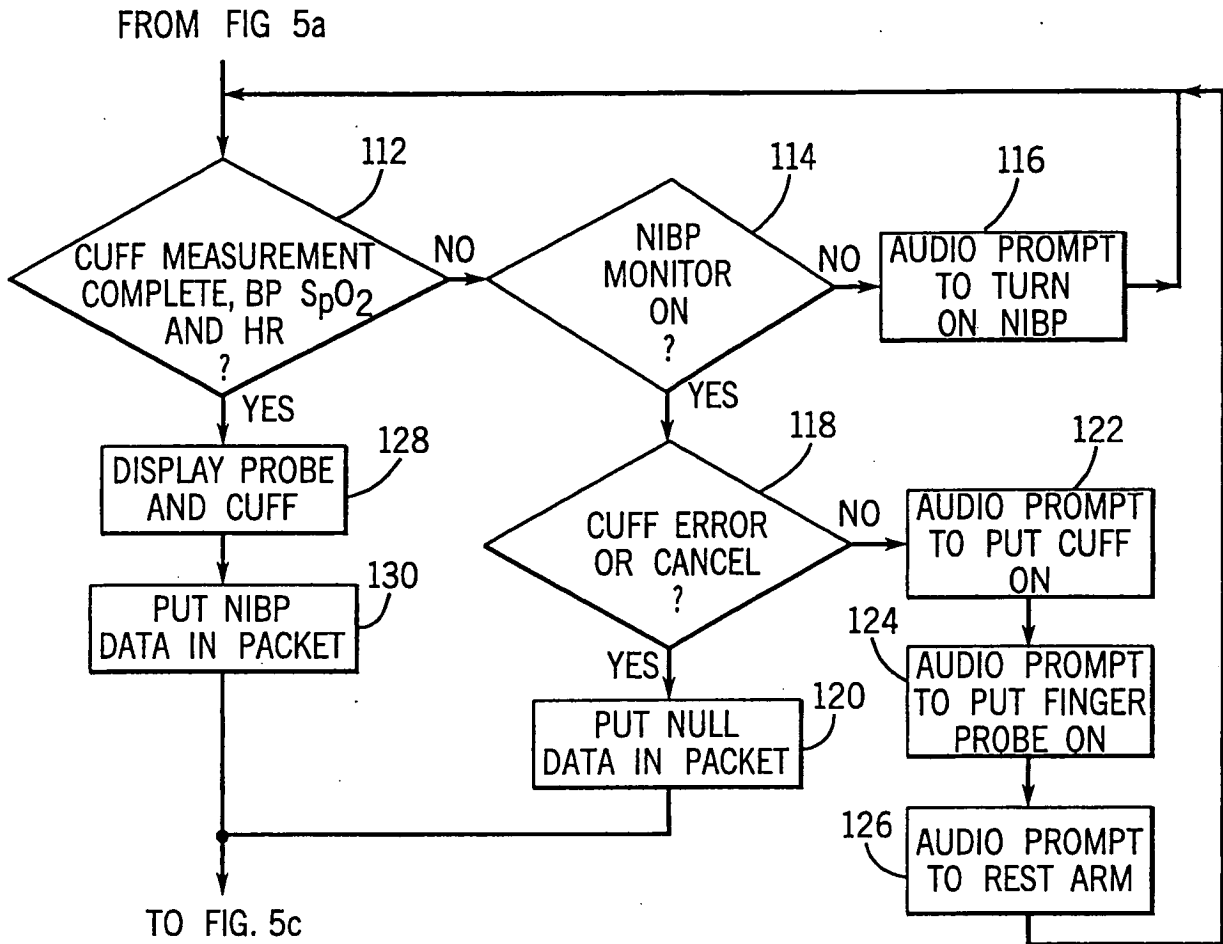 FROM FIG 5a
112
CUFF MEASUREMENT
COMPLETE, BP SpO2
AND HR
?
NO
YES
114
NIBP
MONITOR
ON
?
NO
YES
116
AUDIO PROMPT
TO TURN
ON NIBP
128
DISPLAY PROBE
AND CUFF
118
CUFF ERROR
OR CANCEL
?
NO
YES
122
AUDIO PROMPT
TO PUT CUFF
ON
130
PUT NIBP
DATA IN PACKET
124
AUDIO PROMPT
TO PUT FINGER
PROBE ON
120
PUT NULL
DATA IN PACKET
126
AUDIO PROMPT
TO REST ARM
TO FIG. 5c